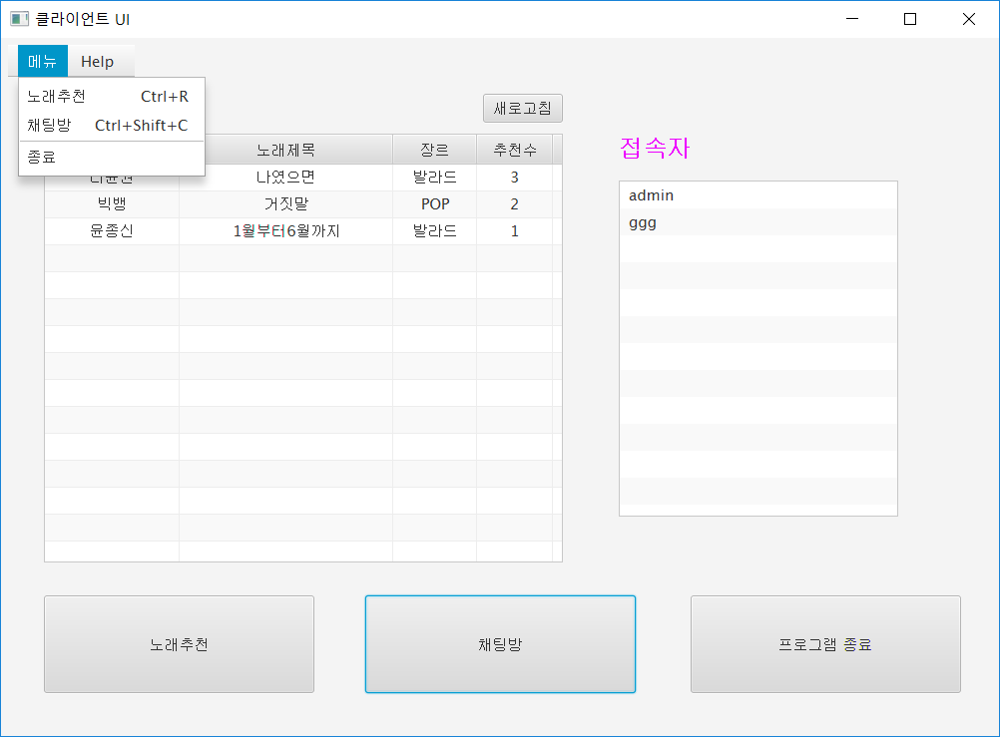 클라이언트 UI
메뉴 Help
노래추천 Ctrl+R
채팅방 Ctrl+Shift+C
종료
새로고침
노래제목 장르 추천수
나였으면 발라드 3
빅뱅 거짓말 POP 2
윤종신 1월부터6월까지 발라드 1
접속자
admin
ggg
노래추천 채팅방 프로그램 종료